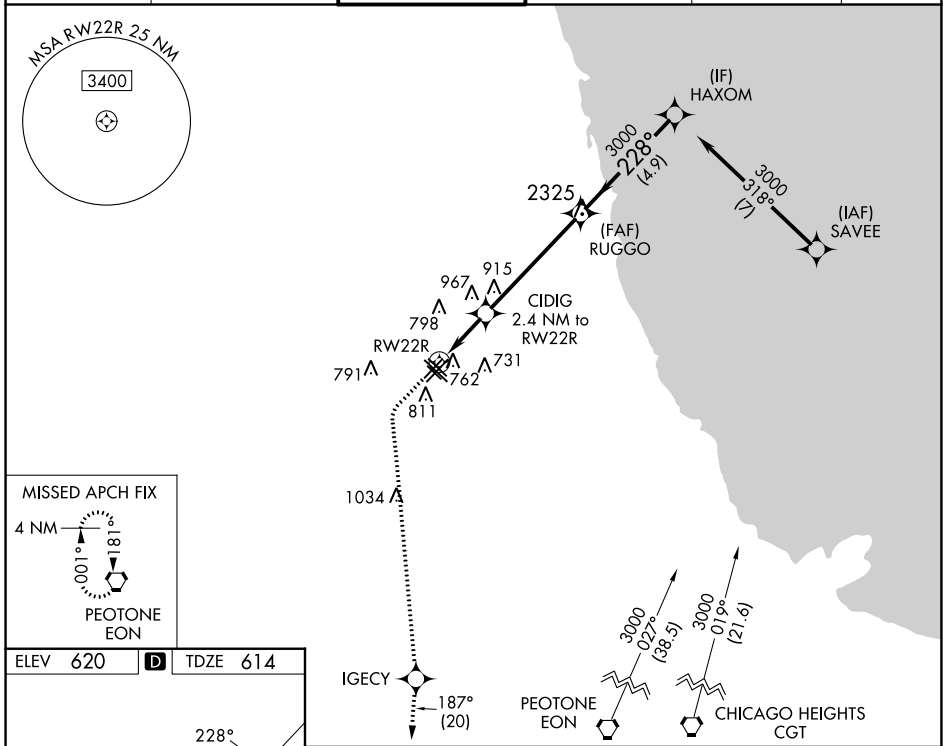 MSA RW22R 25 NM
3400
(IF)
HAXOM
3000
228°
(4.9)
3000
318°
(7)
(IAF)
SAVEE
2325
(FAF)
RUGGO
967
915
798
CIDIG
2.4 NM to
RW22R
RW22R
791
762
731
811
1034
MISSED APCH FIX
4 NM
001°
181°
PEOTONE
EON
3000
027°
(38.5)
3000
019°
(21.6)
IGECY
187°
(20)
PEOTONE
EON
CHICAGO HEIGHTS
CGT
ELEV 620 D TDZE 614
228°